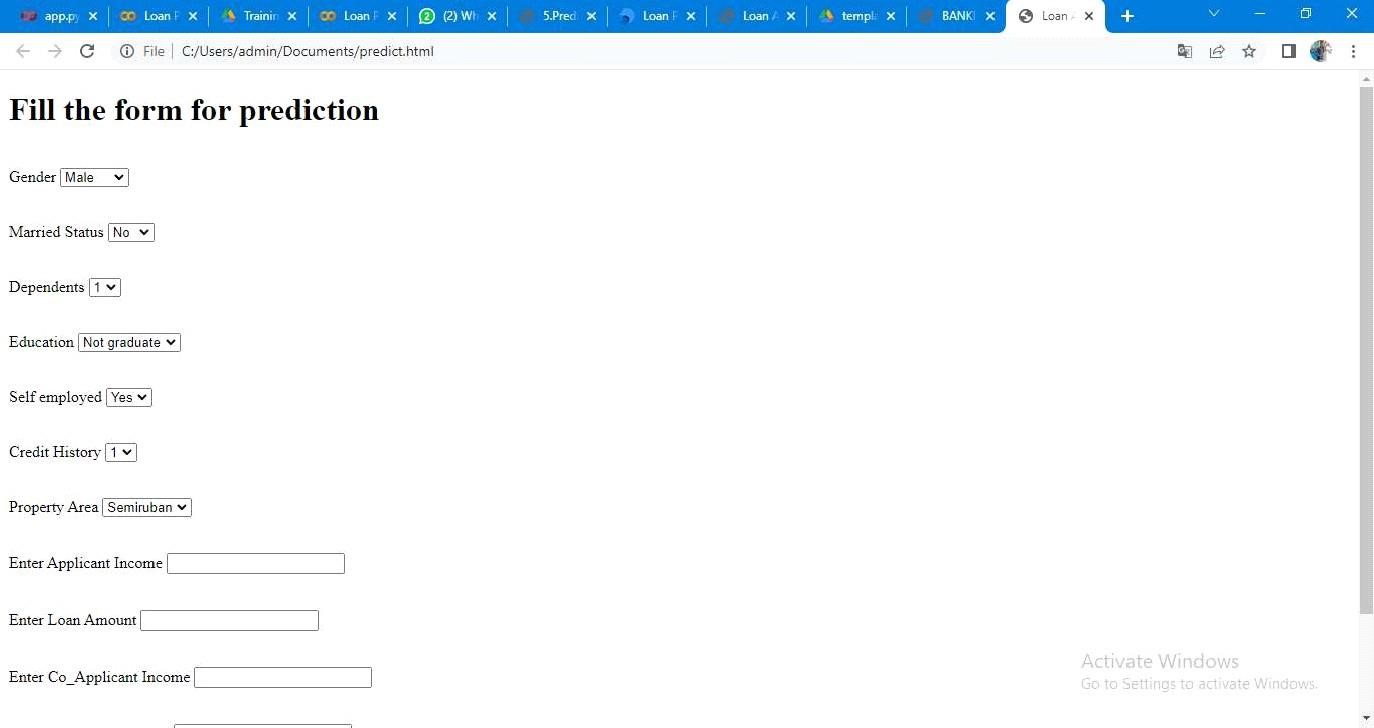 app.py Loan P Trainin Loan P (2) Wh 5.Pred Loan P Loan A templ BANKI Loan A
File C:/Users/admin/Documents/predict.html
Fill the form for prediction
Gender Male
Married Status No
Dependents 1
Education Not graduate
Self employed Yes
Credit History 1
Property Area Semiruban
Enter Applicant Income
Enter Loan Amount
Enter Co_Applicant Income
Activate Windows
Go to Settings to activate Windows.